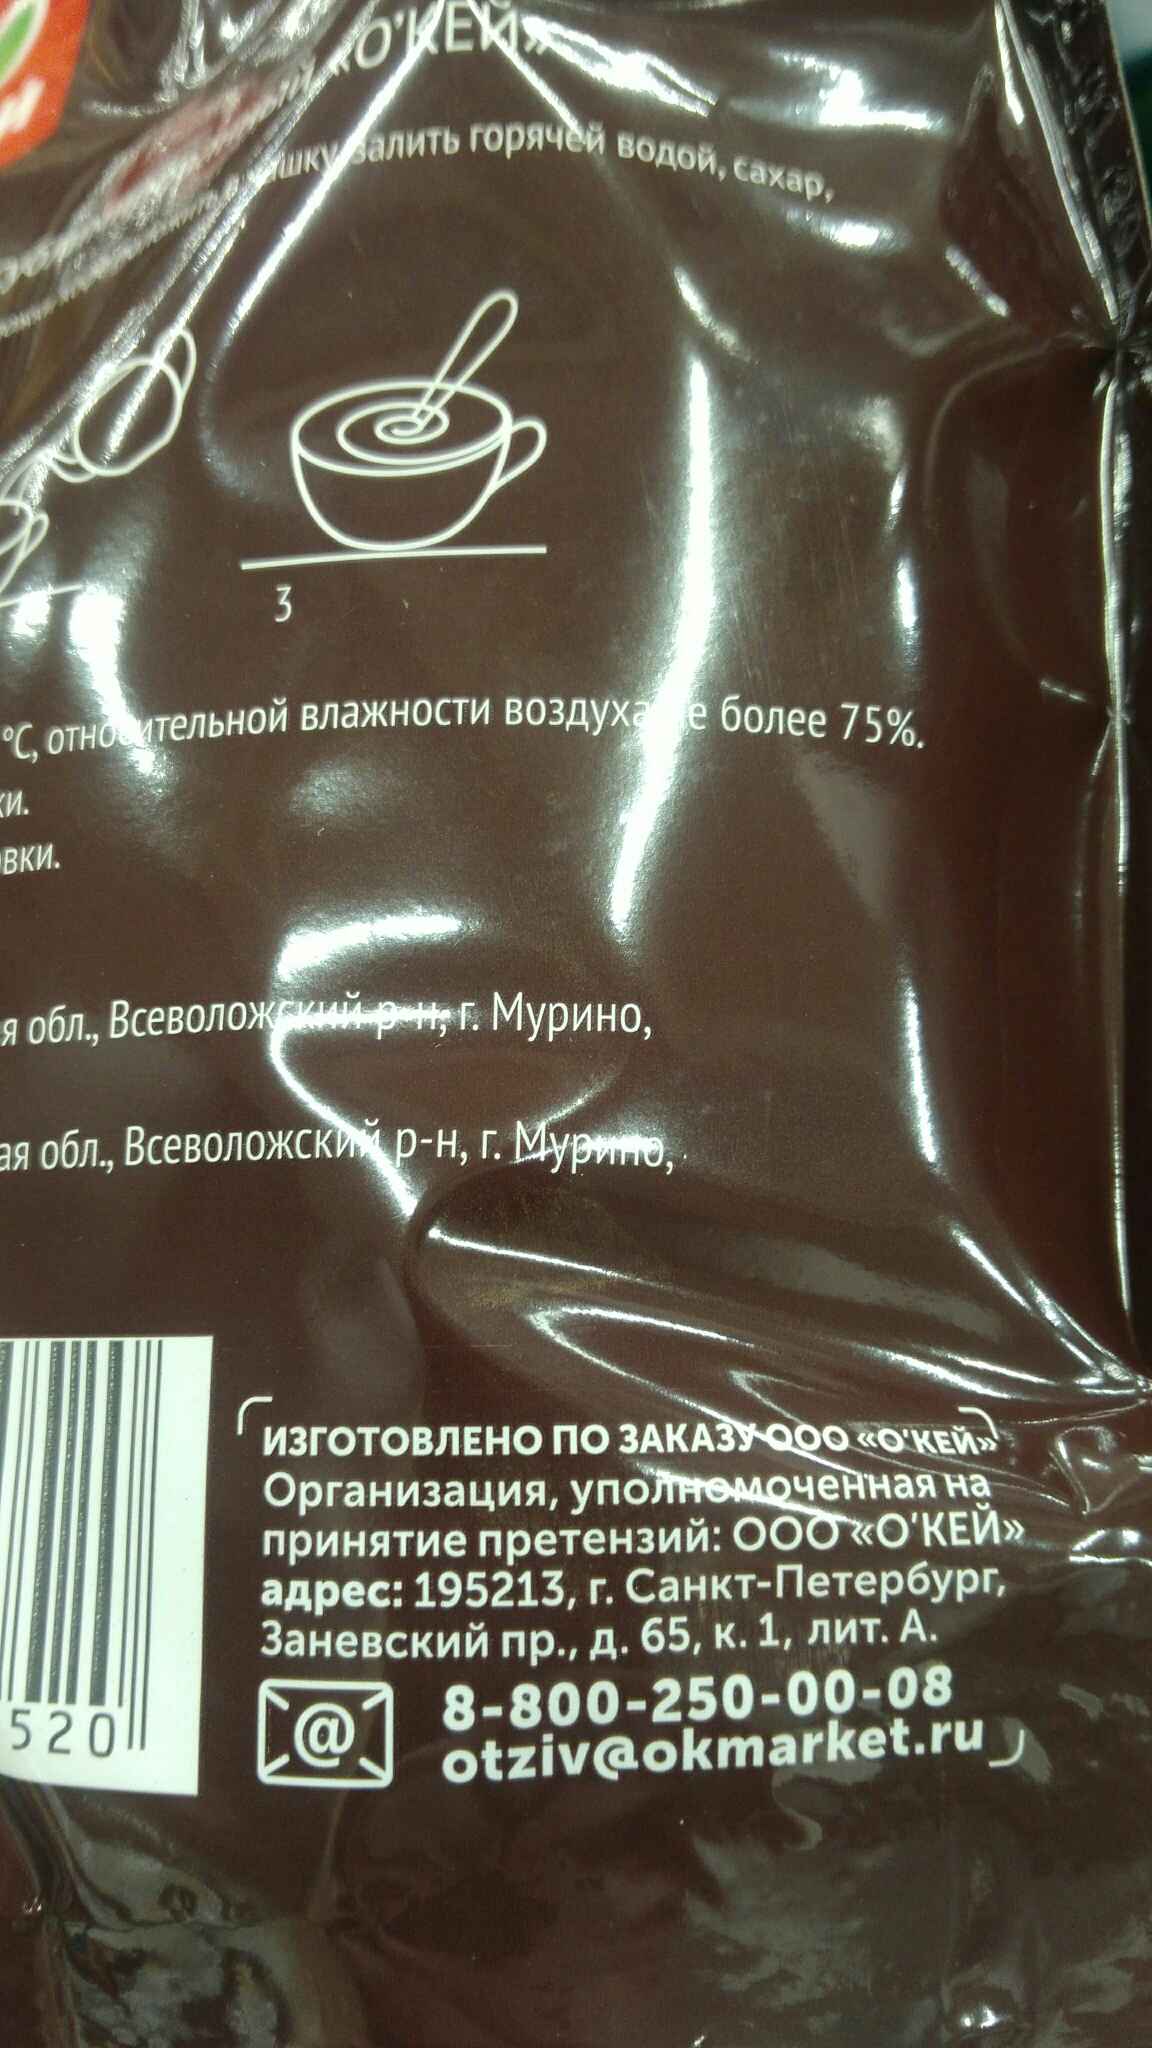 «О'КЕЙ»
залить горячей водой, сахар,
3
°С, относительной влажности воздуха не более 75%.
ки.
овки.
я обл., Всеволожский р-н, г. Мурино,
ая обл., Всеволожский р-н, г. Мурино,
ИЗГОТОВЛЕНО ПО ЗАКАЗУ ООО «О'КЕЙ»
Организация, уполномоченная на
принятие претензий: ООО «О'КЕЙ»
адрес: 195213, г. Санкт-Петербург,
Заневский пр., д. 65, к. 1, лит. А.
8-800-250-00-08
otziv@okmarket.ru
520